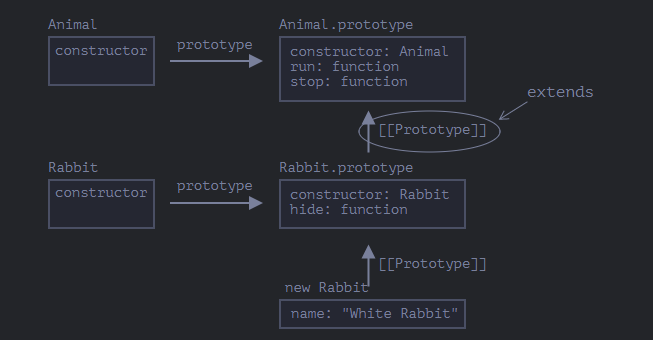 Animal
constructor
prototype
Animal.prototype
constructor: Animal
run: function
stop: function
extends
[[Prototype]]
Rabbit
constructor
prototype
Rabbit.prototype
constructor: Rabbit
hide: function
[[Prototype]]
new Rabbit
name: "White Rabbit"